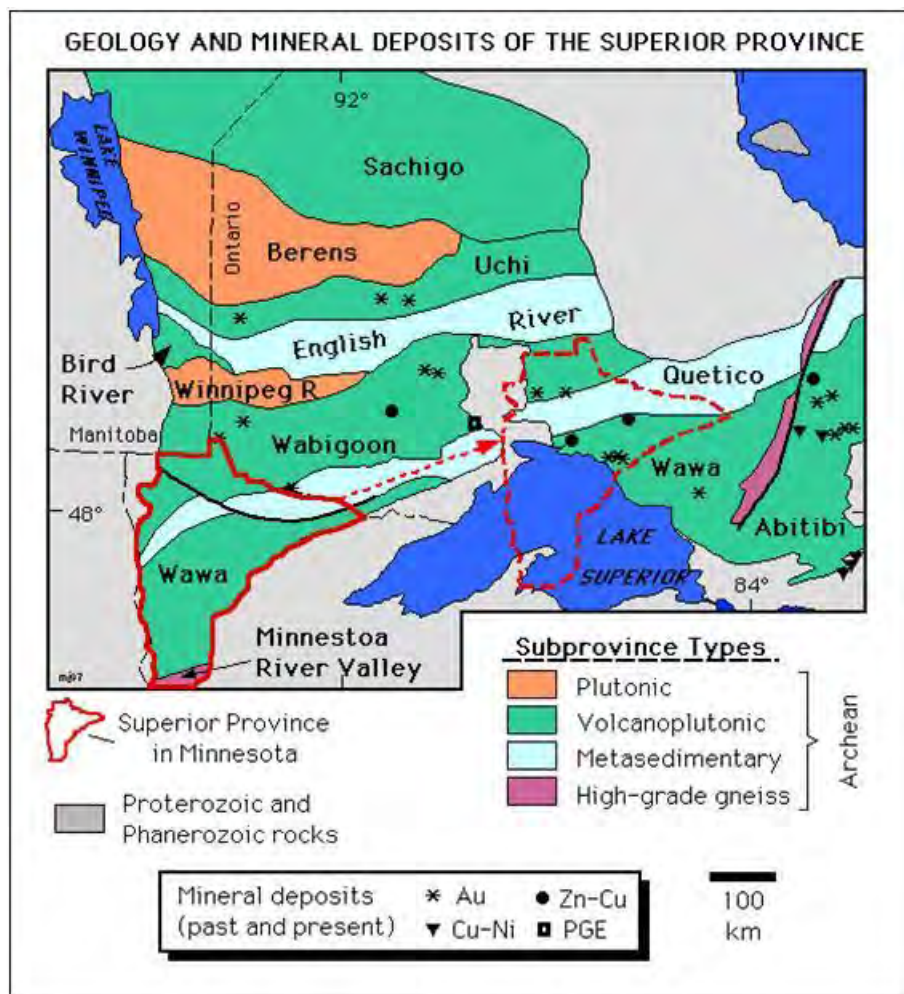 GEOLOGY AND MINERAL DEPOSITS OF THE SUPERIOR PROVINCE
92°
LAKE
WINNIPEG
Sachigo
Ontario
Berens
Uchi
River
English
Bird
River
Winnipeg R
Quetico
Manitoba
Wabigoon
Wawa
48°
Abitibi
Wawa
LAKE
SUPERIOR
84°
Minnestoa
River Valley
Subprovince Types
Plutonic
Superior Province
in Minnesota
Volcanoplutonic
Metasedimentary
High-grade gneiss
Archean
Proterozoic and
Phanerozoic rocks
Mineral deposits
(past and present)
Au
Zn-Cu
Cu-Ni
PGE
100
km